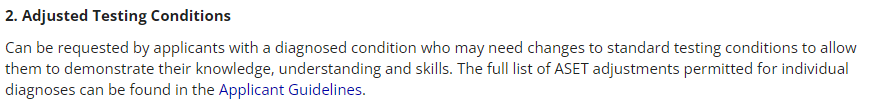 2. Adjusted Testing Conditions
Can be requested by applicants with a diagnosed condition who may need changes to standard testing conditions to allow
them to demonstrate their knowledge, understanding and skills. The full list of ASET adjustments permitted for individual
diagnoses can be found in the Applicant Guidelines.